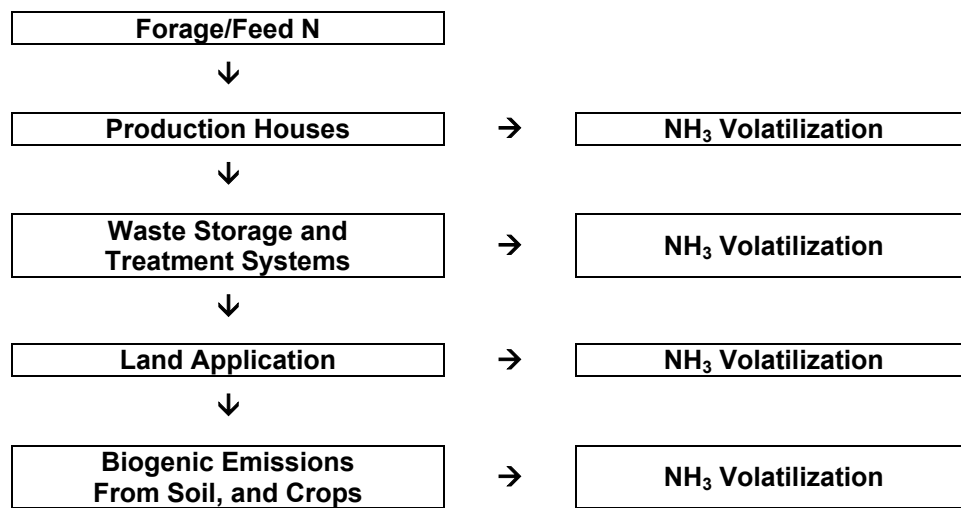 Forage/Feed N
↓
Production Houses → NH₃ Volatilization
↓
Waste Storage and
Treatment Systems → NH₃ Volatilization
↓
Land Application → NH₃ Volatilization
↓
Biogenic Emissions
From Soil, and Crops → NH₃ Volatilization